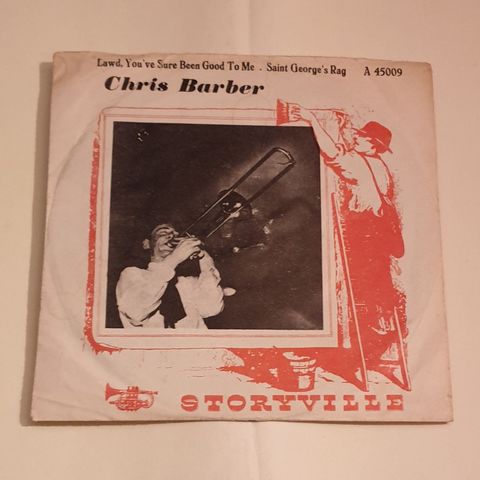 Lawd, You've Sure Been Good To Me . Saint George's Rag A 45009
Chris Barber
STORYVILLE